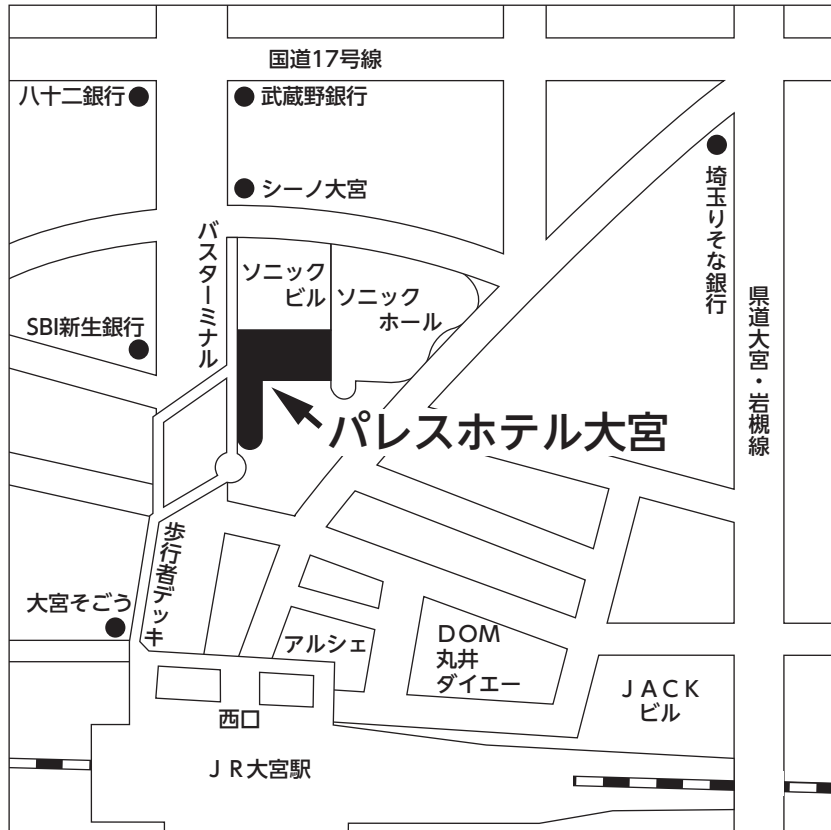 国道17号線
八十二銀行
武蔵野銀行
シーノ大宮
埼玉りそな銀行
バスターミナル
ソニック
ビル
ソニック
ホール
SBI新生銀行
県道大宮・岩槻線
パレスホテル大宮
歩行者デッキ
大宮そごう
アルシェ
DOM
丸井
ダイエー
JACK
ビル
西口
JR大宮駅